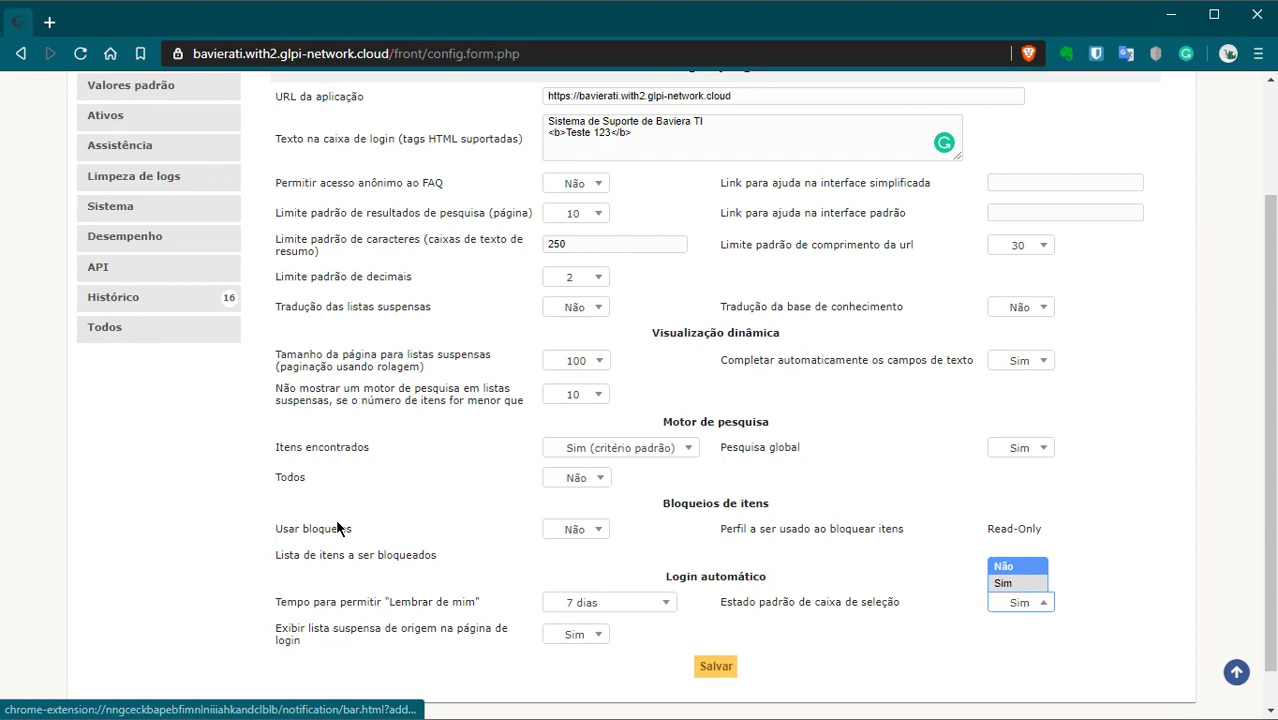 bavierati.with2.glpi-network.cloud/front/config.form.php
Valores padrão
Ativos
Assistência
Limpeza de logs
Sistema
Desempenho
API
Histórico 16
Todos
URL da aplicação https://bavierati.with2.glpi-network.cloud
Texto na caixa de login (tags HTML suportadas)
Sistema de Suporte de Baviera TI
<b>Teste 123</b>
Permitir acesso anônimo ao FAQ Não Link para ajuda na interface simplificada
Limite padrão de resultados de pesquisa (página) 10 Link para ajuda na interface padrão
Limite padrão de caracteres (caixas de texto de
resumo) 250 Limite padrão de comprimento da url 30
Limite padrão de decimais 2
Tradução das listas suspensas Não Tradução da base de conhecimento Não
Visualização dinâmica
Tamanho da página para listas suspensas
(paginação usando rolagem) 100 Completar automaticamente os campos de texto Sim
Não mostrar um motor de pesquisa em listas
suspensas, se o número de itens for menor que 10
Motor de pesquisa
Itens encontrados Sim (critério padrão) Pesquisa global Sim
Todos Não
Bloqueios de itens
Usar bloqueios Não Perfil a ser usado ao bloquear itens Read-Only
Lista de itens a ser bloqueados
Não
Sim
Login automático
Tempo para permitir "Lembrar de mim" 7 dias Estado padrão de caixa de seleção Sim
Exibir lista suspensa de origem na página de
login Sim
Salvar
chrome-extension://nngceckbapebfimnlniiiahkandclblb/notification/bar.html?add...